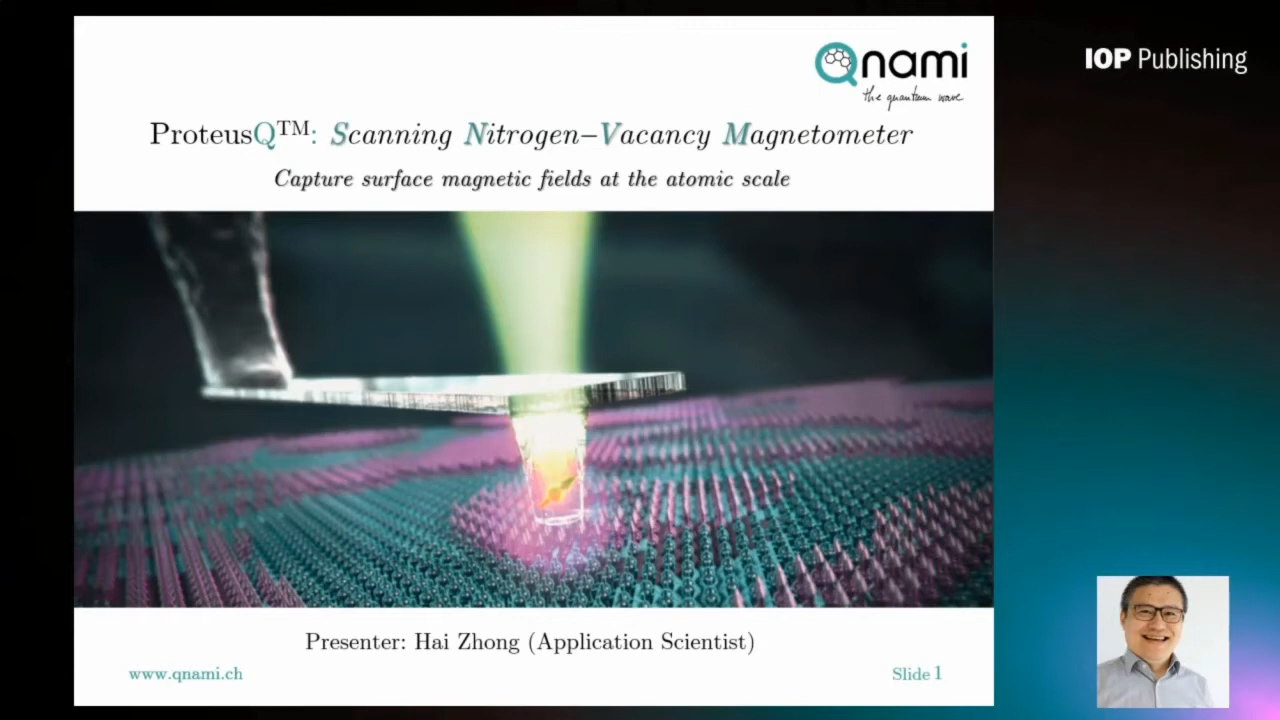 Qnami
the quantum wave
IOP Publishing
ProteusQ™: Scanning Nitrogen–Vacancy Magnetometer
Capture surface magnetic fields at the atomic scale
Presenter: Hai Zhong (Application Scientist)
www.qnami.ch
Slide 1